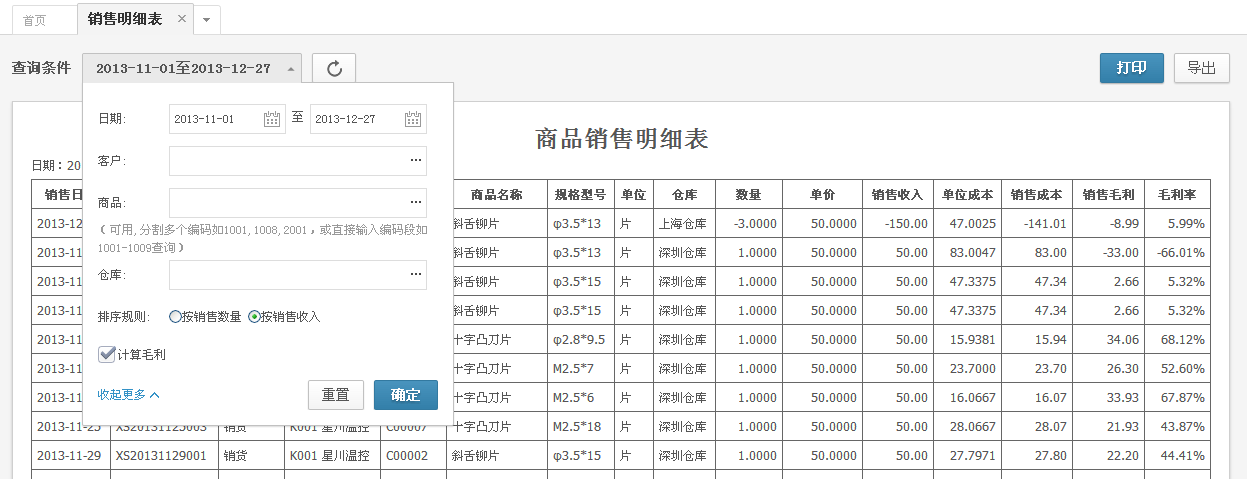 首页 销售明细表 ×
查询条件 2013-11-01至2013-12-27 打印 导出
日期: 2013-11-01 至 2013-12-27
客户: ...
商品: ...
(可用,分割多个编码如1001,1008,2001，或直接输入编码段如
1001-1009查询)
仓库: ...
排序规则: 按销售数量 按销售收入
计算毛利
收起更多 重置 确定
商品销售明细表
日期：20
销售日 商品名称 规格型号 单位 仓库 数量 单价 销售收入 单位成本 销售成本 销售毛利 毛利率
2013-12 斜舌铆片 φ3.5*13 片 上海仓库 -3.0000 50.0000 -150.00 47.0025 -141.01 -8.99 5.99%
2013-11 斜舌铆片 φ3.5*13 片 深圳仓库 1.0000 50.0000 50.00 83.0047 83.00 -33.00 -66.01%
2013-11 斜舌铆片 φ3.5*15 片 深圳仓库 1.0000 50.0000 50.00 47.3375 47.34 2.66 5.32%
2013-11 斜舌铆片 φ3.5*15 片 深圳仓库 1.0000 50.0000 50.00 47.3375 47.34 2.66 5.32%
2013-11 十字凸刃片 φ2.8*9.5 片 深圳仓库 1.0000 50.0000 50.00 15.9381 15.94 34.06 68.12%
2013-11 十字凸刃片 M2.5*7 片 深圳仓库 1.0000 50.0000 50.00 23.7000 23.70 26.30 52.60%
2013-11 十字凸刃片 M2.5*6 片 深圳仓库 1.0000 50.0000 50.00 16.0667 16.07 33.93 67.87%
2013-11-25 XS20131125003 销货 K001 星川温控 C00007 十字凸刃片 M2.5*18 片 深圳仓库 1.0000 50.0000 50.00 28.0667 28.07 21.93 43.87%
2013-11-29 XS20131129001 销货 K001 星川温控 C00002 斜舌铆片 φ3.5*15 片 深圳仓库 1.0000 50.0000 50.00 27.7971 27.80 22.20 44.41%